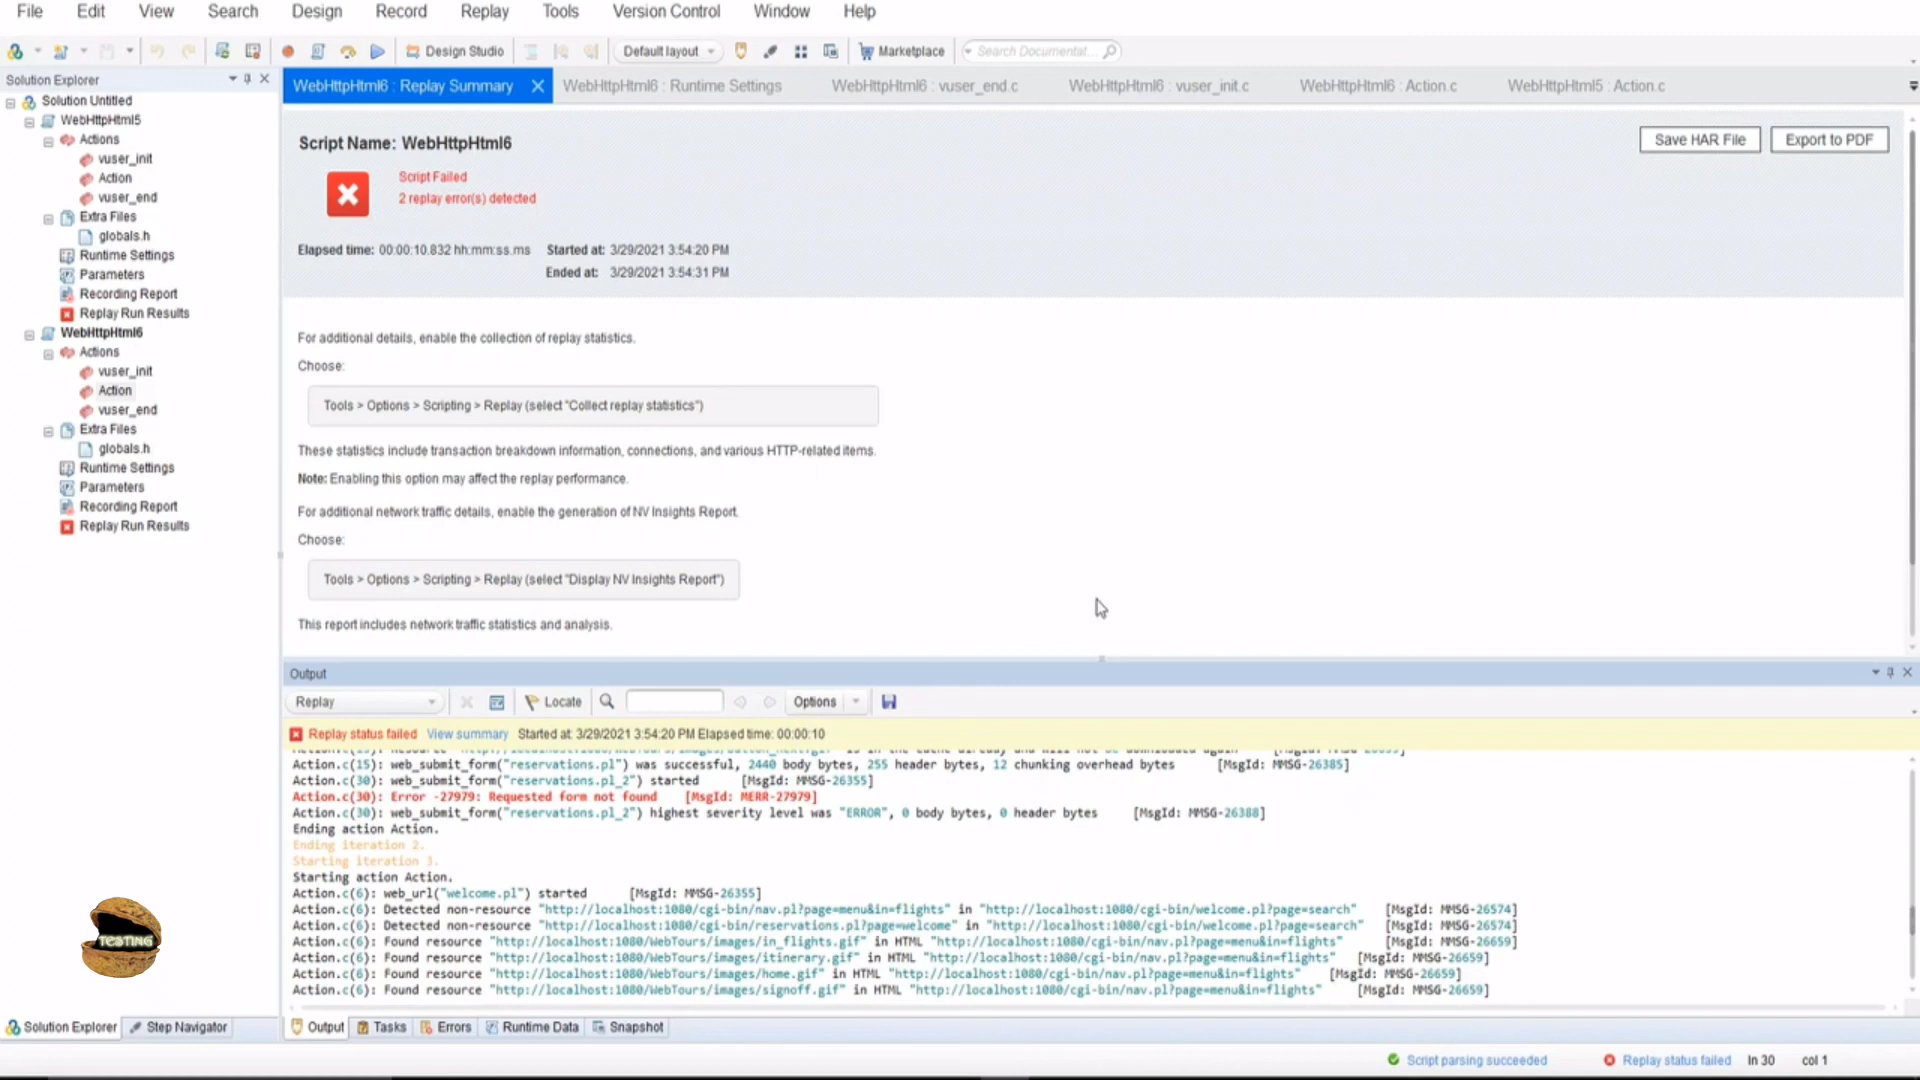 File Edit View Search Design Record Replay Tools Version Control Window Help
Design Studio Default layout Marketplace Search Documentat...
Solution Explorer
Solution Untitled
WebHttpHtml5
Actions
vuser_init
Action
vuser_end
Extra Files
globals.h
Runtime Settings
Parameters
Recording Report
Replay Run Results
WebHttpHtml6
Actions
vuser_init
Action
vuser_end
Extra Files
globals.h
Runtime Settings
Parameters
Recording Report
Replay Run Results
TESTING
Solution Explorer Step Navigator
WebHttpHtml6 : Replay Summary WebHttpHtml6 : Runtime Settings WebHttpHtml6 : vuser_end.c WebHttpHtml6 : vuser_init.c WebHttpHtml6 : Action.c WebHttpHtml5 : Action.c
Script Name: WebHttpHtml6
Save HAR File Export to PDF
Script Failed
2 replay error(s) detected
Elapsed time: 00:00:10.832 hh:mm:ss.ms Started at: 3/29/2021 3:54:20 PM
Ended at: 3/29/2021 3:54:31 PM
For additional details, enable the collection of replay statistics.
Choose:
Tools > Options > Scripting > Replay (select "Collect replay statistics")
These statistics include transaction breakdown information, connections, and various HTTP-related items.
Note: Enabling this option may affect the replay performance.
For additional network traffic details, enable the generation of NV Insights Report.
Choose:
Tools > Options > Scripting > Replay (select "Display NV Insights Report")
This report includes network traffic statistics and analysis.
Output
Replay Locate Options
Replay status failed View summary Started at: 3/29/2021 3:54:20 PM Elapsed time: 00:00:10
Action.c(15): web_submit_form("reservations.pl") was successful, 2440 body bytes, 255 header bytes, 12 chunking overhead bytes [MsgId: MMSG-26385]
Action.c(30): web_submit_form("reservations.pl_2") started [MsgId: MMSG-26355]
Action.c(30): Error -27979: Requested form not found [MsgId: MERR-27979]
Action.c(30): web_submit_form("reservations.pl_2") highest severity level was "ERROR", 0 body bytes, 0 header bytes [MsgId: MMSG-26388]
Ending action Action.
Ending iteration 2.
Starting iteration 3.
Starting action Action.
Action.c(6): web_url("welcome.pl") started [MsgId: MMSG-26355]
Action.c(6): Detected non-resource "http://localhost:1080/cgi-bin/nav.pl?page=menu&in=flights" in "http://localhost:1080/cgi-bin/welcome.pl?page=search" [MsgId: MMSG-26574]
Action.c(6): Detected non-resource "http://localhost:1080/cgi-bin/reservations.pl?page=welcome" in "http://localhost:1080/cgi-bin/welcome.pl?page=search" [MsgId: MMSG-26574]
Action.c(6): Found resource "http://localhost:1080/WebTours/images/in_flights.gif" in HTML "http://localhost:1080/cgi-bin/nav.pl?page=menu&in=flights" [MsgId: MMSG-26659]
Action.c(6): Found resource "http://localhost:1080/WebTours/images/itinerary.gif" in HTML "http://localhost:1080/cgi-bin/nav.pl?page=menu&in=flights" [MsgId: MMSG-26659]
Action.c(6): Found resource "http://localhost:1080/WebTours/images/home.gif" in HTML "http://localhost:1080/cgi-bin/nav.pl?page=menu&in=flights" [MsgId: MMSG-26659]
Action.c(6): Found resource "http://localhost:1080/WebTours/images/signoff.gif" in HTML "http://localhost:1080/cgi-bin/nav.pl?page=menu&in=flights" [MsgId: MMSG-26659]
Output Tasks Errors Runtime Data Snapshot
Script parsing succeeded Replay status failed ln 30 col 1